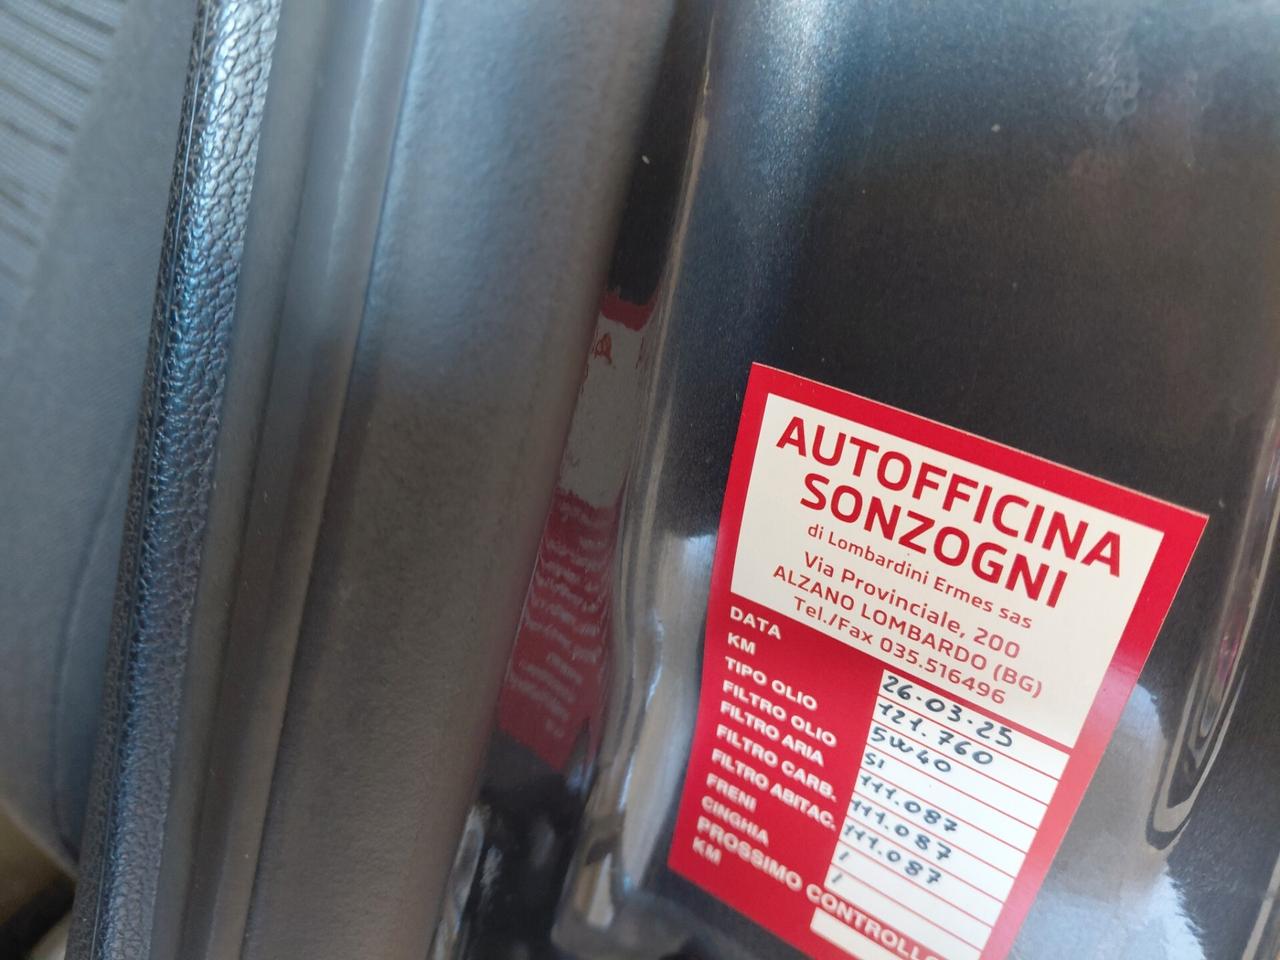 AUTOFFICINA
SONZOGNI
di Lombardini Ermes sas
Via Provinciale, 200
ALZANO LOMBARDO (BG)
Tel./Fax 035.516496
DATA 26-03-25
KM 121.760
TIPO OLIO 5W40
FILTRO OLIO SI
FILTRO ARIA 111.087
FILTRO CARB. 111.087
FILTRO ABITAC. 111.087
FRENI /
CINGHIA /
PROSSIMO CONTROLLO
KM